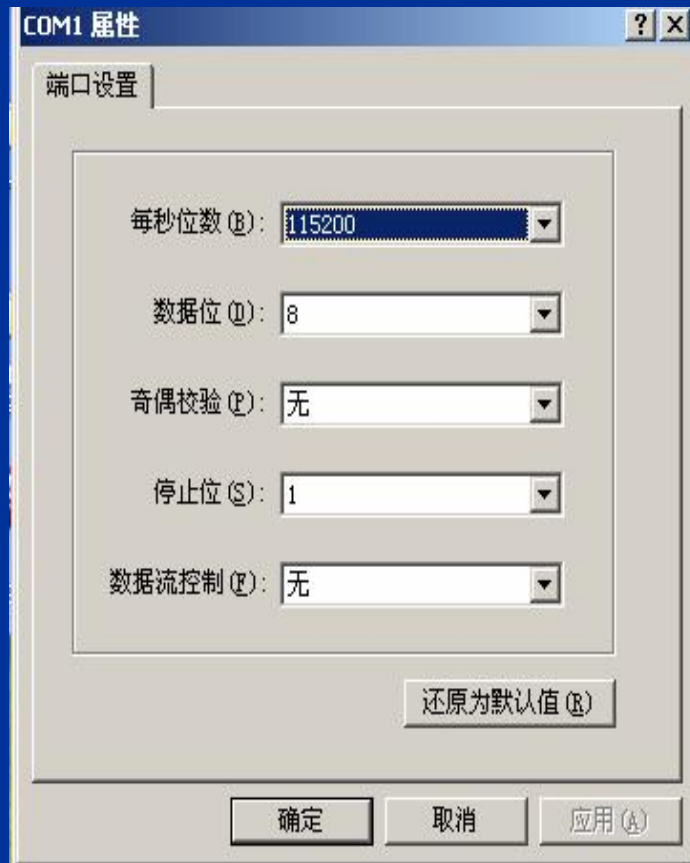 COM1 属性
端口设置
每秒位数(B): 115200
数据位(D): 8
奇偶校验(P): 无
停止位(S): 1
数据流控制(F): 无
还原为默认值(R)
确定 取消 应用(A)